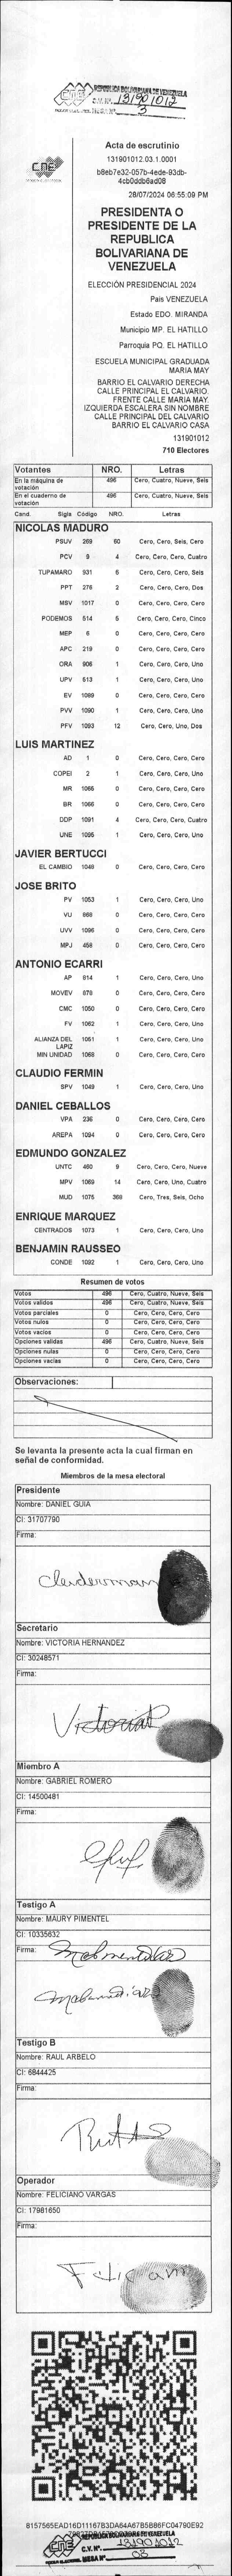 REPUBLICA BOLIVARIANA DE VENEZUELA
CNE
C.V. Nº. 131901012
3
Acta de escrutinio
131901012.03.1.0001
CNE
b8eb7e32-057b-4ede-93db-
4cb0ddb6ad08
28/07/2024 06:55:09 PM
PRESIDENTA O
PRESIDENTE DE LA
REPUBLICA
BOLIVARIANA DE
VENEZUELA
ELECCIÓN PRESIDENCIAL 2024
País VENEZUELA
Estado EDO. MIRANDA
Municipio MP. EL HATILLO
Parroquia PQ. EL HATILLO
ESCUELA MUNICIPAL GRADUADA
MARIA MAY
BARRIO EL CALVARIO DERECHA
CALLE PRINCIPAL EL CALVARIO.
FRENTE CALLE MARIA MAY.
IZQUIERDA ESCALERA SIN NOMBRE
CALLE PRINCIPAL DEL CALVARIO
BARRIO EL CALVARIO CASA
131901012
710 Electores
Votantes NRO. Letras
En la máquina de votación 496 Cero, Cuatro, Nueve, Seis
En el cuaderno de votación 496 Cero, Cuatro, Nueve, Seis
Cand. Sigla Código NRO. Letras
NICOLAS MADURO
PSUV 269 60 Cero, Cero, Seis, Cero
PCV 9 4 Cero, Cero, Cero, Cuatro
TUPAMARO 931 6 Cero, Cero, Cero, Seis
PPT 276 2 Cero, Cero, Cero, Dos
MSV 1017 0 Cero, Cero, Cero, Cero
PODEMOS 514 5 Cero, Cero, Cero, Cinco
MEP 6 0 Cero, Cero, Cero, Cero
APC 219 0 Cero, Cero, Cero, Cero
ORA 906 1 Cero, Cero, Cero, Uno
UPV 513 1 Cero, Cero, Cero, Uno
EV 1089 0 Cero, Cero, Cero, Cero
PVV 1090 1 Cero, Cero, Cero, Uno
PFV 1093 12 Cero, Cero, Uno, Dos
LUIS MARTINEZ
AD 1 0 Cero, Cero, Cero, Cero
COPEI 2 1 Cero, Cero, Cero, Uno
MR 1066 0 Cero, Cero, Cero, Cero
BR 0 Cero, Cero, Cero, Cero
DDP 1091 4 Cero, Cero, Cero, Cuatro
UNE 1095 1 Cero, Cero, Cero, Uno
JAVIER BERTUCCI
EL CAMBIO 1048 0 Cero, Cero, Cero, Cero
JOSE BRITO
PV 1053 1 Cero, Cero, Cero, Uno
VU 868 0 Cero, Cero, Cero, Cero
UVV 1096 0 Cero, Cero, Cero, Cero
MPJ 458 0 Cero, Cero, Cero, Cero
ANTONIO ECARRI
AP 814 1 Cero, Cero, Cero, Uno
MOVEV 879 0 Cero, Cero, Cero, Cero
CMC 1050 0 Cero, Cero, Cero, Cero
FV 1062 1 Cero, Cero, Cero, Uno
ALIANZA DEL LAPIZ 1061 1 Cero, Cero, Cero, Uno
MIN UNIDAD 1068 0 Cero, Cero, Cero, Cero
CLAUDIO FERMIN
SPV 1049 1 Cero, Cero, Cero, Uno
DANIEL CEBALLOS
VPA 236 0 Cero, Cero, Cero, Cero
AREPA 1094 0 Cero, Cero, Cero, Cero
EDMUNDO GONZALEZ
UNTC 460 9 Cero, Cero, Cero, Nueve
MPV 1069 14 Cero, Cero, Uno, Cuatro
MUD 1075 368 Cero, Tres, Seis, Ocho
ENRIQUE MARQUEZ
CENTRADOS 1073 1 Cero, Cero, Cero, Uno
BENJAMIN RAUSSEO
CONDE 1092 1 Cero, Cero, Cero, Uno
Resumen de votos
Votos 496 Cero, Cuatro, Nueve, Seis
Votos validos 496 Cero, Cuatro, Nueve, Seis
Votos parciales 0 Cero, Cero, Cero, Cero
Votos nulos 0 Cero, Cero, Cero, Cero
Votos vacios 0 Cero, Cero, Cero, Cero
Opciones validas 496 Cero, Cuatro, Nueve, Seis
Opciones nulas 0 Cero, Cero, Cero, Cero
Opciones vacias 0 Cero, Cero, Cero, Cero
Observaciones:
Se levanta la presente acta la cual firman en
señal de conformidad.
Miembros de la mesa electoral
Presidente
Nombre: DANIEL GUIA
CI: 31707790
Firma:
Secretario
Nombre: VICTORIA HERNANDEZ
CI: 30248571
Firma:
Victoria
Miembro A
Nombre: GABRIEL ROMERO
CI: 14500481
Firma:
Testigo A
Nombre: MAURY PIMENTEL
CI: 10335632
Firma:
Testigo B
Nombre: RAUL ARBELO
CI: 6844425
Firma:
Operador
Nombre: FELICIANO VARGAS
CI: 17981650
Firma:
8157565EAD16D11167B3DA64A67B5B86FC04790E92
REPUBLICA BOLIVARIANA DE VENEZUELA
CNE
C.V. Nº. 131901012
MESA Nº 03